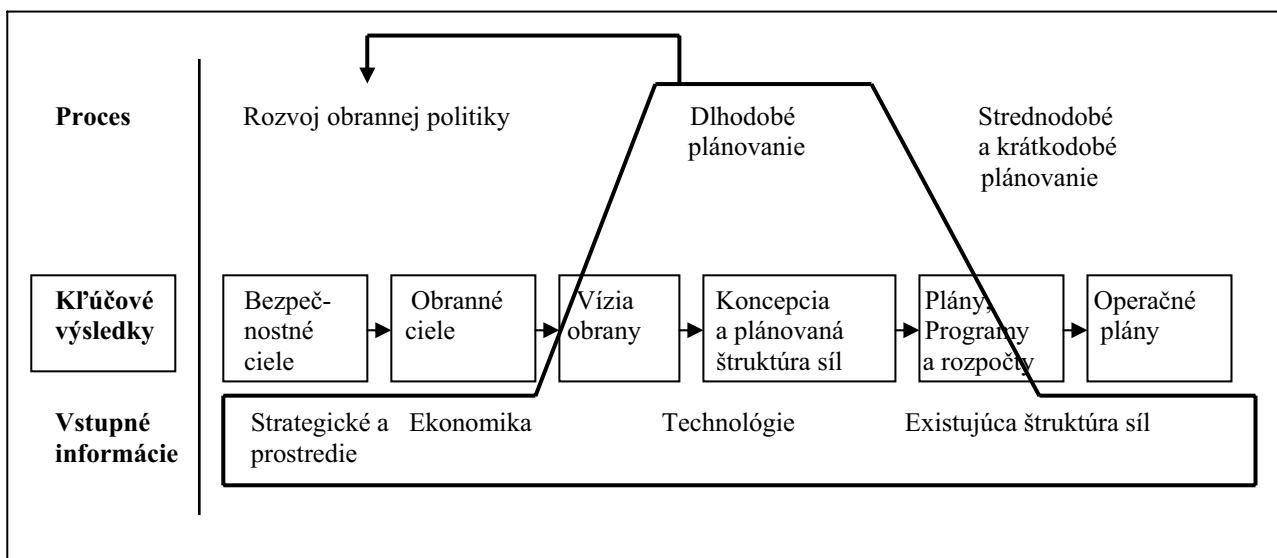 Proces
Rozvoj obrannej politiky
Dlhodobé
plánovanie
Strednodobé
a krátkodobé
plánovanie
Kľúčové
výsledky
Bezpeč-
nostné
ciele
Obranné
ciele
Vízia
obrany
Koncepcia
a plánovaná
štruktúra síl
Plány,
Programy
a rozpočty
Operačné
plány
Vstupné
informácie
Strategické a
prostredie
Ekonomika
Technológie
Existujúca štruktúra síl